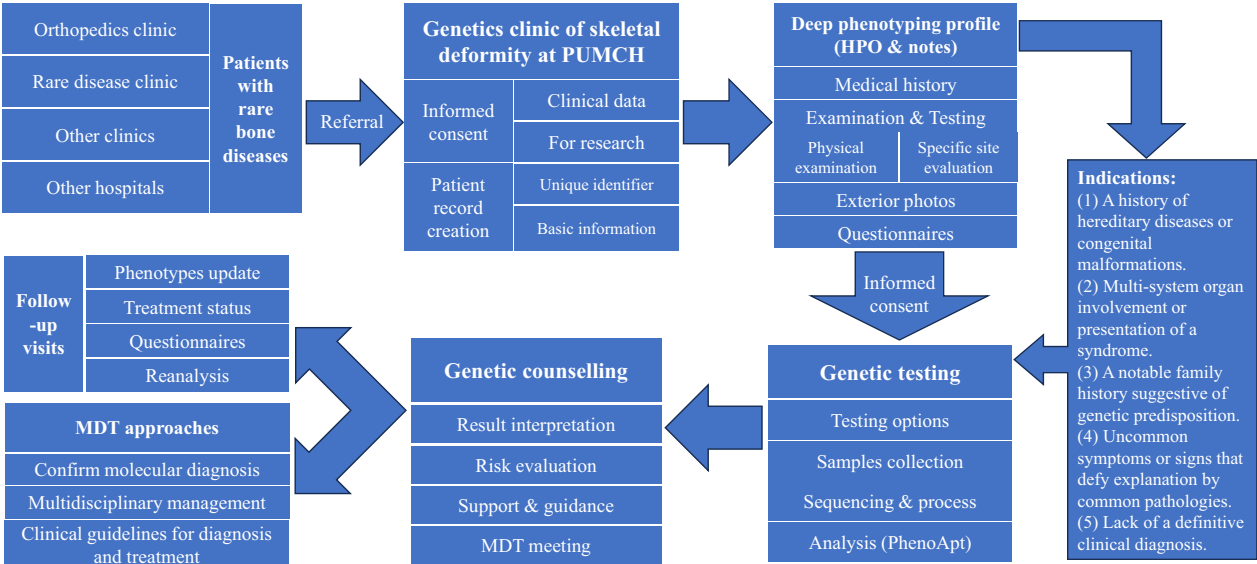 Orthopedics clinic
Rare disease clinic
Other clinics
Other hospitals
Patients
with
rare
bone
diseases
Referral
Genetics clinic of skeletal
deformity at PUMCH
Informed
consent
Clinical data
For research
Patient
record
creation
Unique identifier
Basic information
Deep phenotyping profile
(HPO & notes)
Medical history
Examination & Testing
Physical
examination
Specific site
evaluation
Exterior photos
Questionnaires
Indications:
(1) A history of
hereditary diseases or
congenital
malformations.
(2) Multi-system organ
involvement or
presentation of a
syndrome.
(3) A notable family
history suggestive of
genetic predisposition.
(4) Uncommon
symptoms or signs that
defy explanation by
common pathologies.
(5) Lack of a definitive
clinical diagnosis.
Informed
consent
Genetic testing
Testing options
Samples collection
Sequencing & process
Analysis (PhenoApt)
Genetic counselling
Result interpretation
Risk evaluation
Support & guidance
MDT meeting
Follow
-up
visits
Phenotypes update
Treatment status
Questionnaires
Reanalysis
MDT approaches
Confirm molecular diagnosis
Multidisciplinary management
Clinical guidelines for diagnosis
and treatment